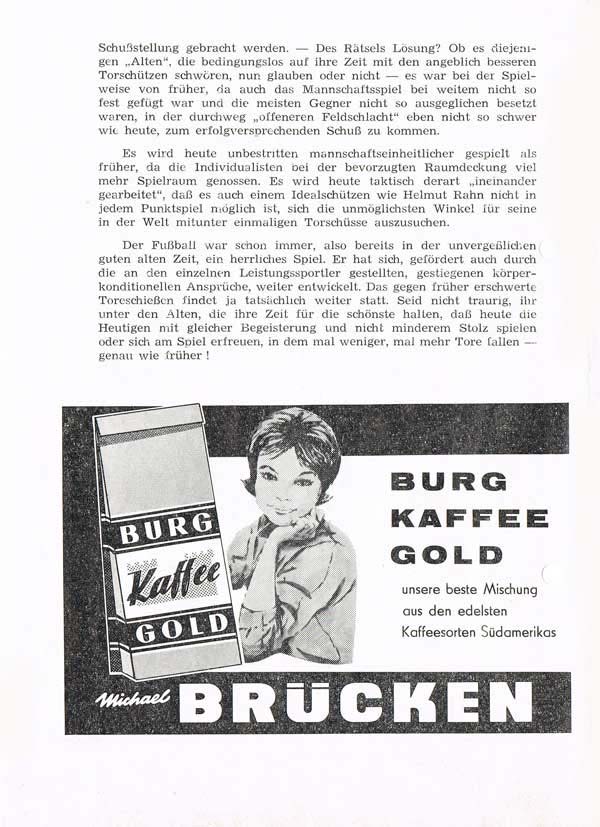 Schußstellung gebracht werden. — Des Rätsels Lösung? Ob es diejeni-
gen „Alten“, die bedingungslos auf ihre Zeit mit den angeblich besseren
Torschützen schwören, nun glauben oder nicht — es war bei der Spiel-
weise von früher, da auch das Mannschaftsspiel bei weitem nicht so
fest gefügt war und die meisten Gegner nicht so ausgeglichen besetzt
waren, in der durchweg „offeneren Feldschlacht“ eben nicht so schwer
wie heute, zum erfolgversprechenden Schuß zu kommen.
Es wird heute unbestritten mannschaftseinheitlicher gespielt als
früher, da die Individualisten bei der bevorzugten Raumdeckung viel
mehr Spielraum genossen. Es wird heute taktisch derart „ineinander
gearbeitet“, daß es auch einem Idealschützen wie Helmut Rahn nicht in
jedem Punktspiel möglich ist, sich die unmöglichsten Winkel für seine
in der Welt mitunter einmaligen Torschüsse auszusuchen.
Der Fußball war schon immer, also bereits in der unvergeßlichen
guten alten Zeit, ein herrliches Spiel. Er hat sich, gefördert auch durch
die an den einzelnen Leistungssportler gestellten, gestiegenen körper-
konditionellen Ansprüche, weiter entwickelt. Das gegen früher erschwerte
Toreschießen findet ja tatsächlich weiter statt. Seid nicht traurig, ihr
unter den Alten, die ihre Zeit für die schönste halten, daß heute die
Heutigen mit gleicher Begeisterung und nicht minderem Stolz spielen
oder sich am Spiel erfreuen, in dem mal weniger, mal mehr Tore fallen —
genau wie früher !
BURG
Kaffee
GOLD
BURG
KAFFEE
GOLD
unsere beste Mischung
aus den edelsten
Kaffeesorten Südamerikas
Michael BRÜCKEN